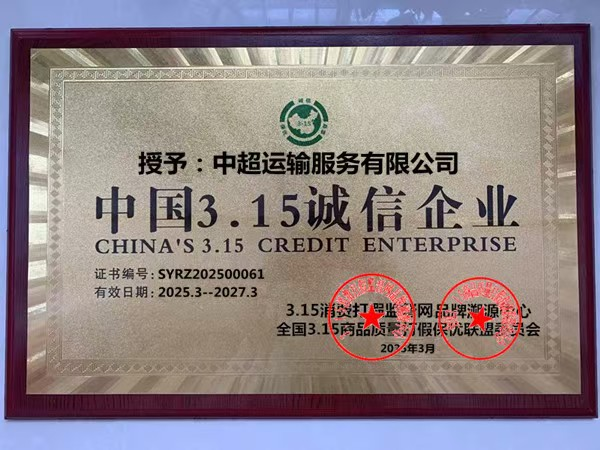 授予：中超运输服务有限公司
中国3.15诚信企业
CHINA'S 3.15 CREDIT ENTERPRISE
证书编号: SYRZ202500061
有效日期: 2025.3--2027.3
3.15消费打假监督网品牌溯源中心
全国3.15商品质量打假保优联盟委员会
2025年3月